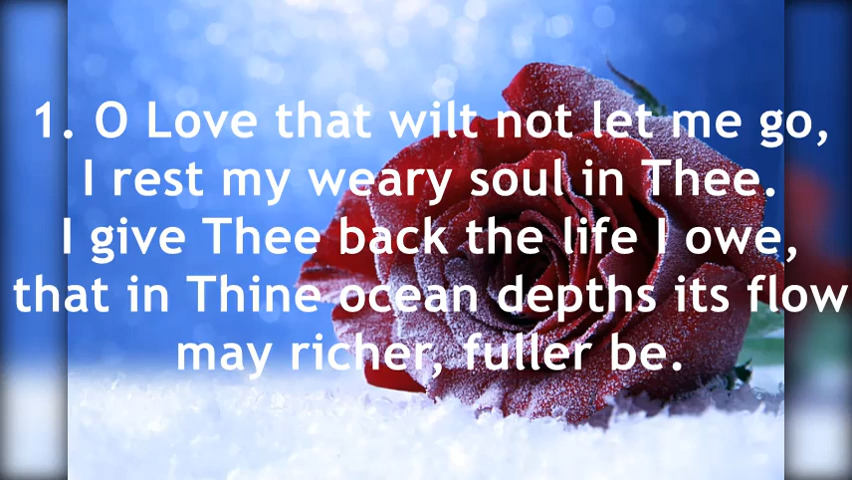 1. O Love that wilt not let me go,
I rest my weary soul in Thee.
I give Thee back the life I owe,
that in Thine ocean depths its flow
may richer, fuller be.